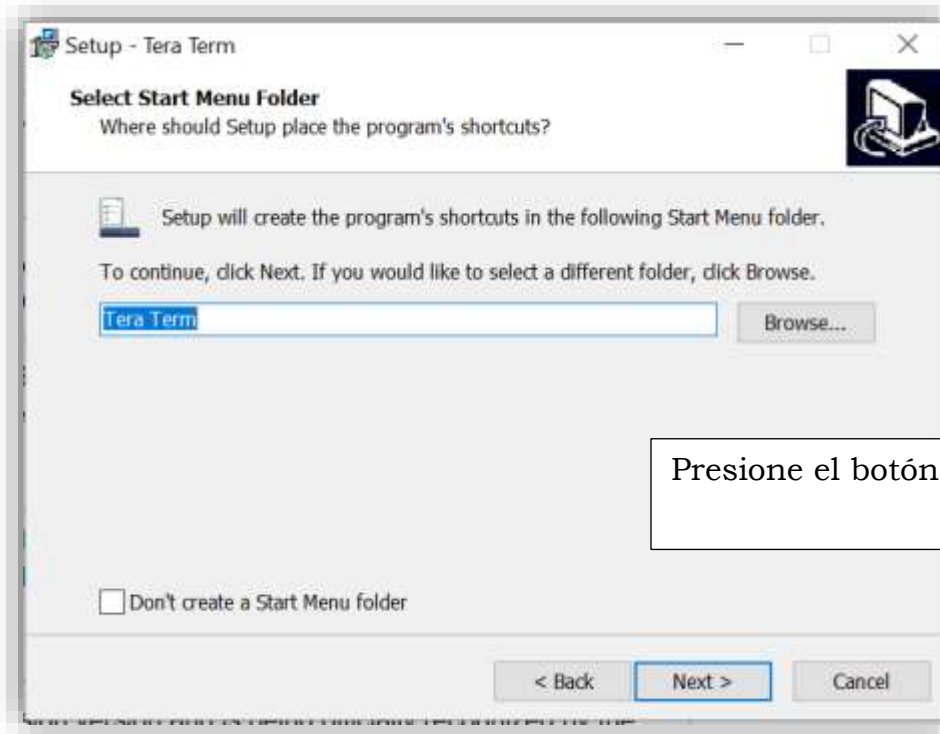 Setup - Tera Term
Select Start Menu Folder
Where should Setup place the program's shortcuts?
Setup will create the program's shortcuts in the following Start Menu folder.
To continue, click Next. If you would like to select a different folder, click Browse.
Tera Term
Browse...
Presione el botón
Don't create a Start Menu folder
< Back
Next >
Cancel